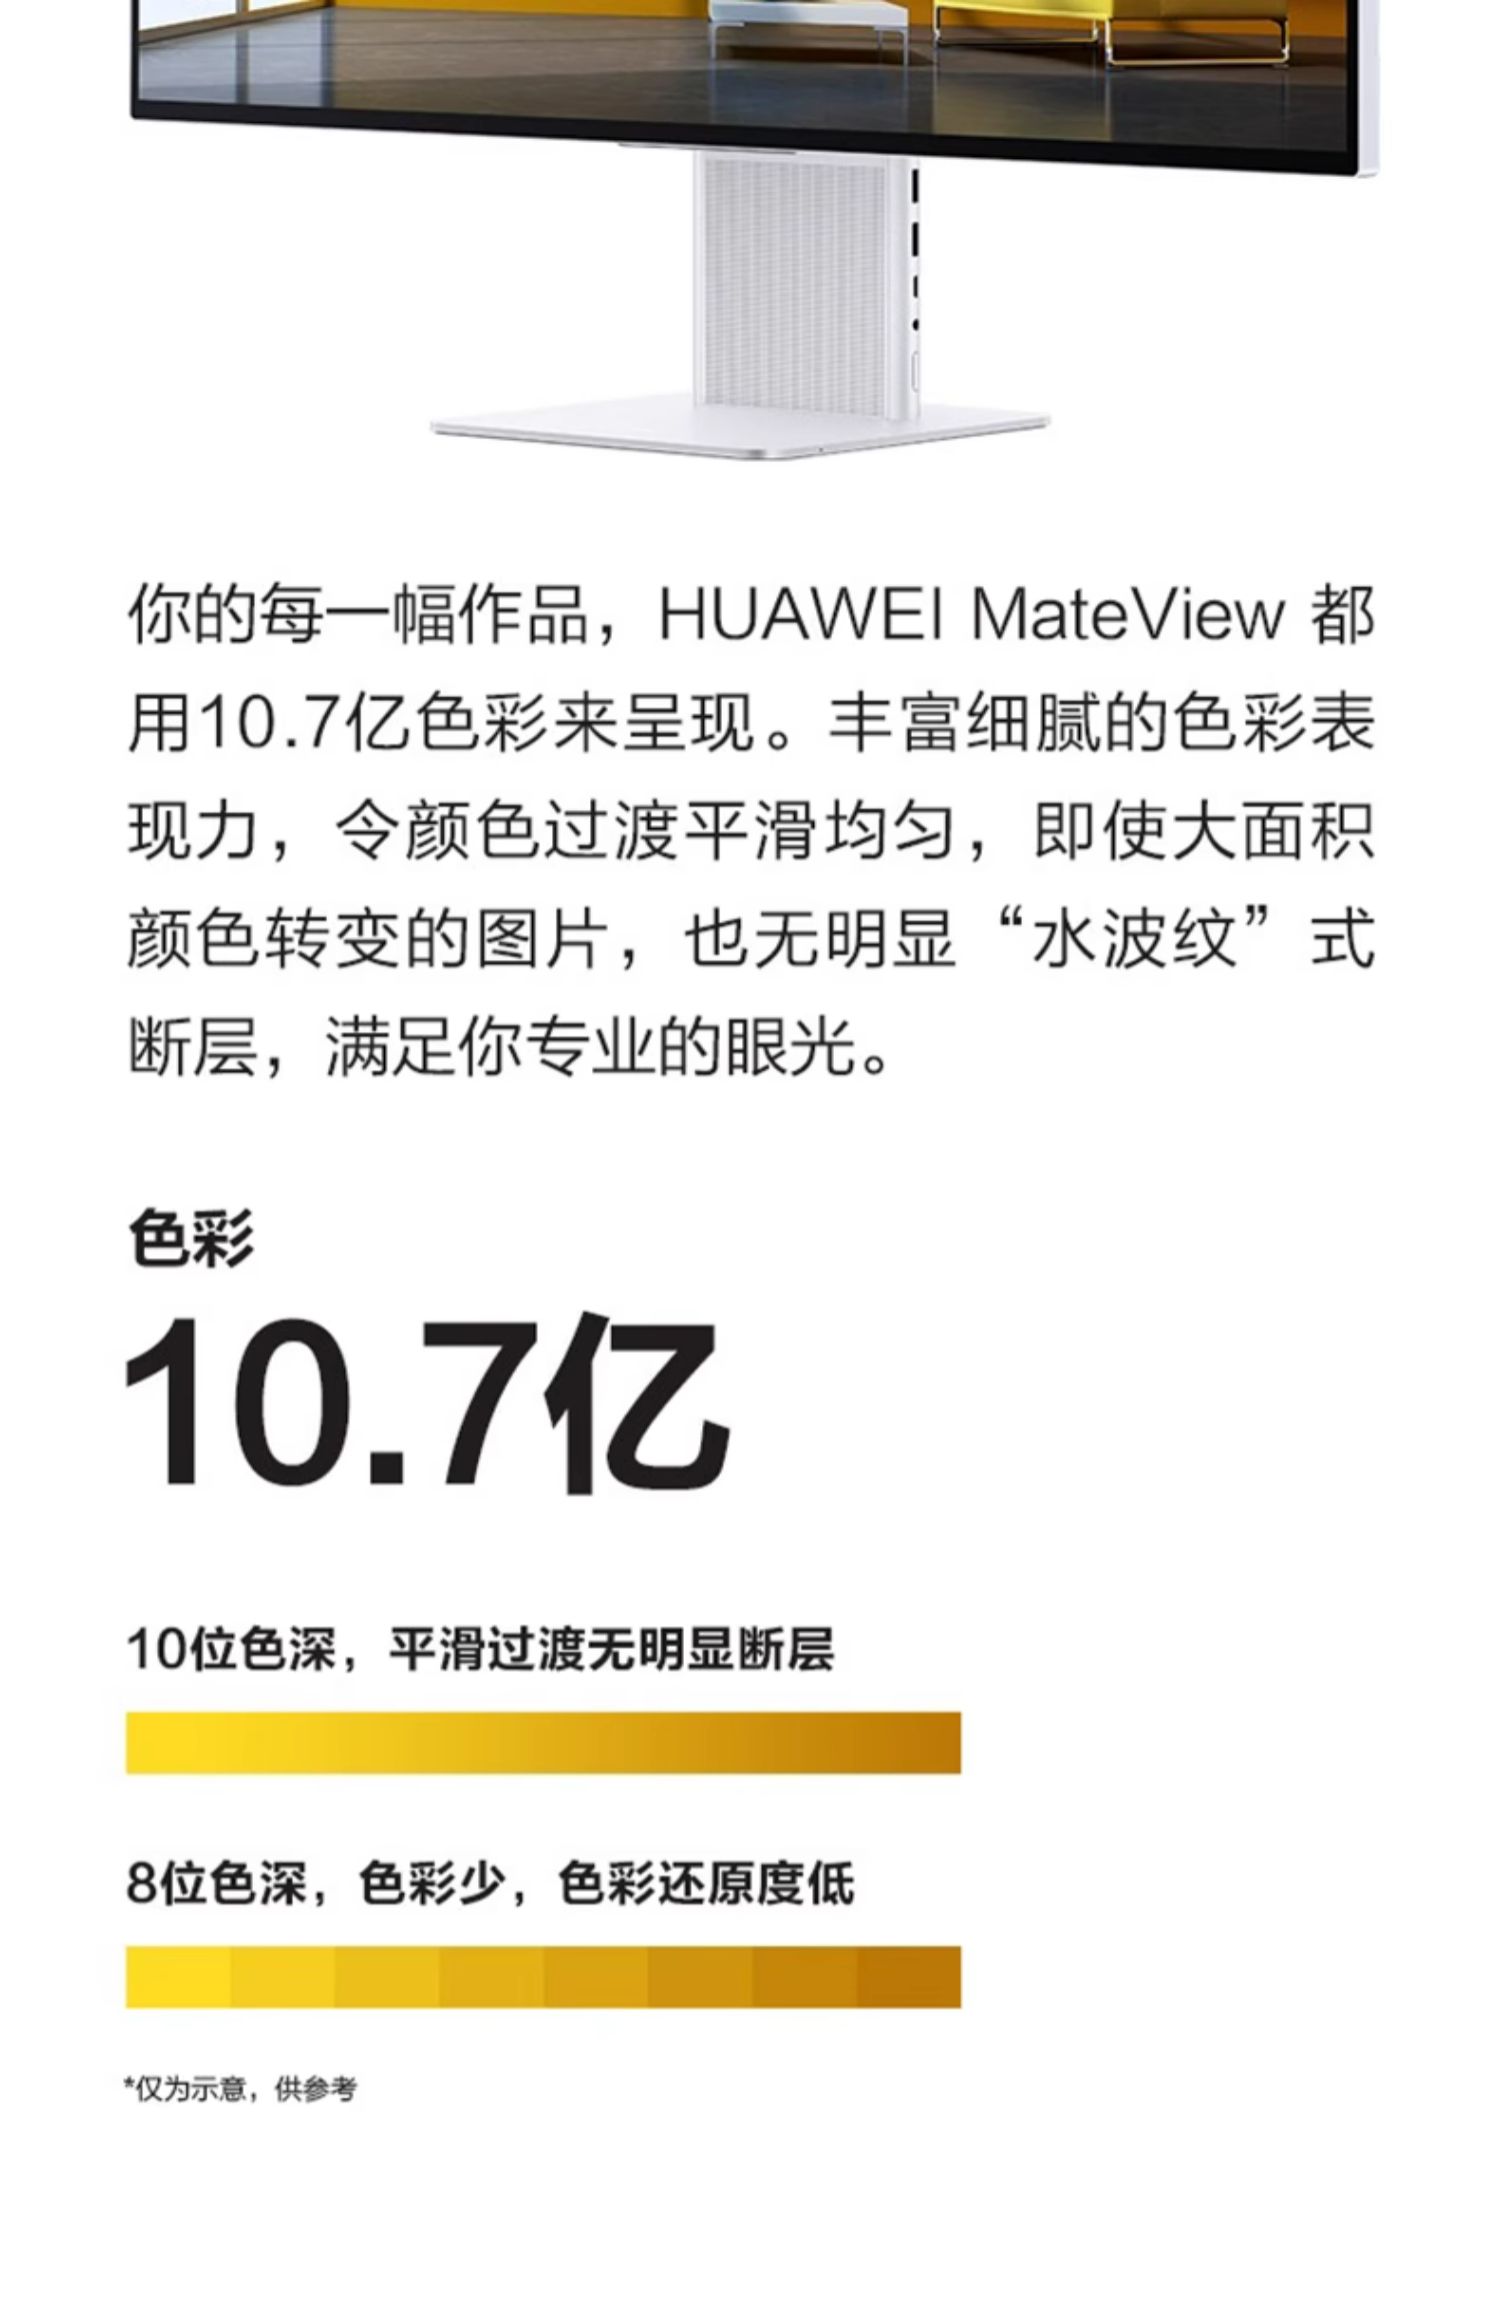 你的每一幅作品，HUAWEI MateView 都
用10.7亿色彩来呈现。丰富细腻的色彩表
现力，令颜色过渡平滑均匀，即使大面积
颜色转变的图片，也无明显“水波纹”式
断层，满足你专业的眼光。
色彩
10.7亿
10位色深，平滑过渡无明显断层
8位色深，色彩少，色彩还原度低
*仅为示意，供参考